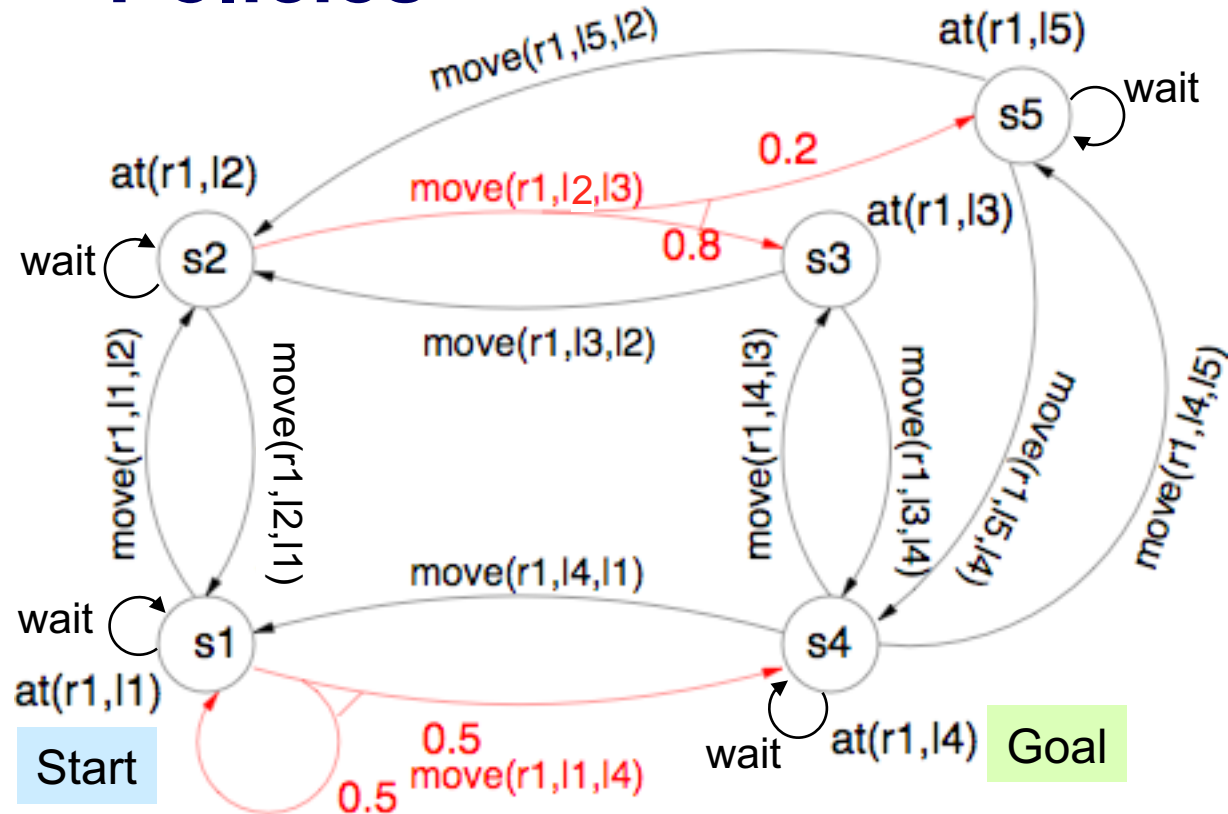 Policies
move(r1,l5,l2)
at(r1,l5)
s5
wait
0.2
at(r1,l2)
move(r1,l2,l3)
at(r1,l3)
0.8
wait
s2
s3
move(r1,l3,l2)
move(r1,l1,l2)
move(r1,l2,l1)
move(r1,l4,l3)
move(r1,l3,l4)
move(r1,l5,l4)
move(r1,l4,l5)
move(r1,l4,l1)
wait
s1
s4
at(r1,l1)
0.5
wait
at(r1,l4)
Goal
Start
0.5
move(r1,l1,l4)